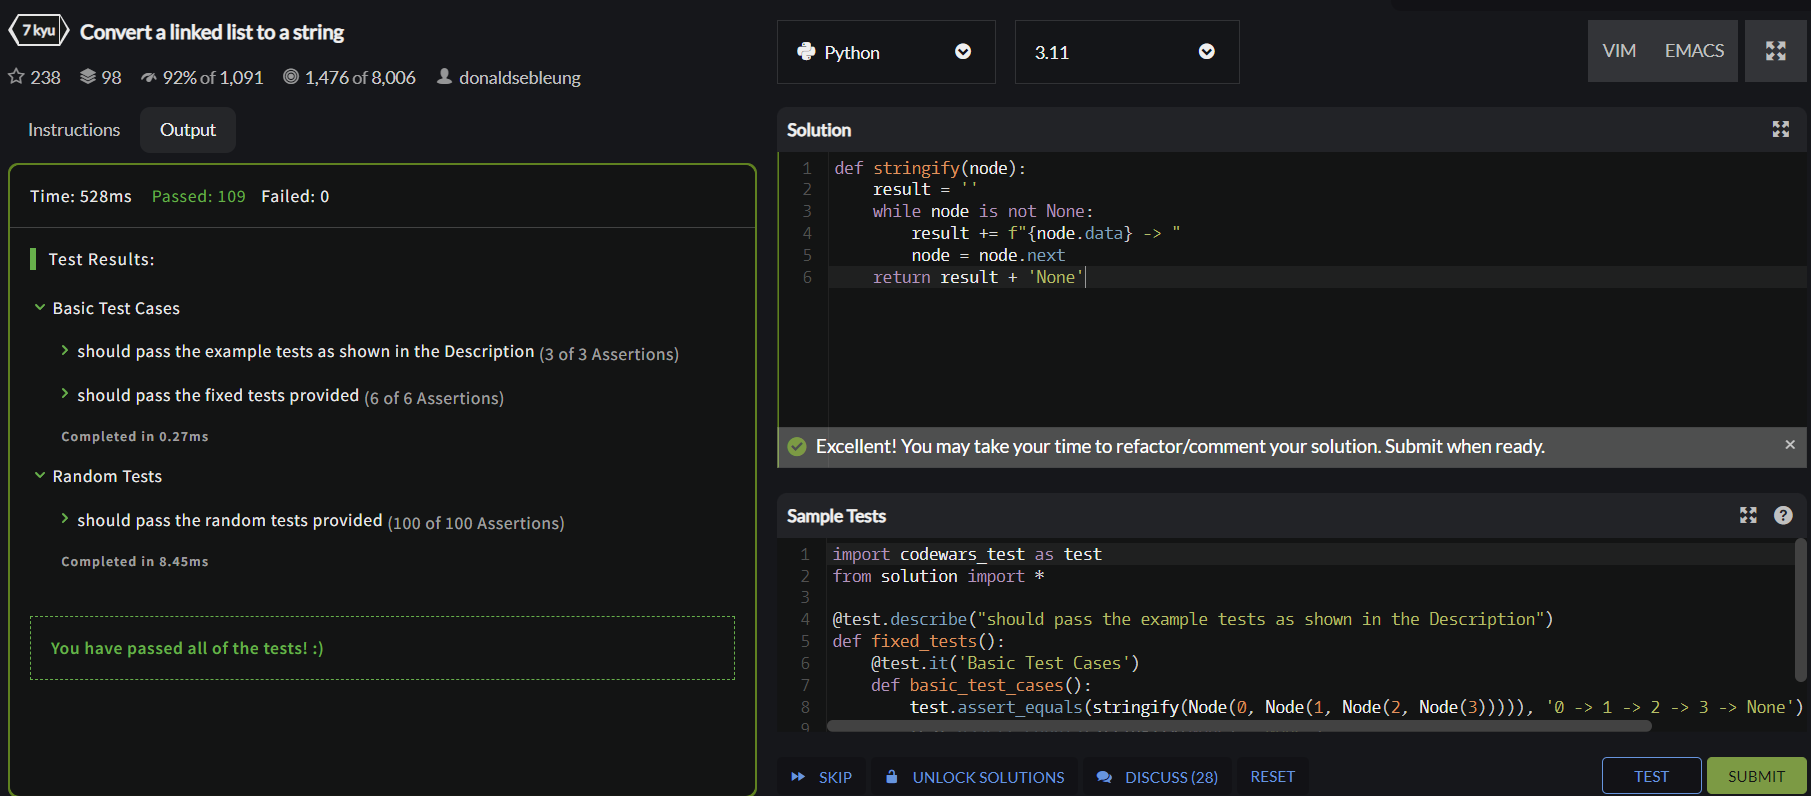 7 kyu Convert a linked list to a string
238 98 92% of 1,091 1,476 of 8,006 donaldsebleung
Instructions Output
Time: 528ms Passed: 109 Failed: 0
Test Results:
Basic Test Cases
should pass the example tests as shown in the Description (3 of 3 Assertions)
should pass the fixed tests provided (6 of 6 Assertions)
Completed in 0.27ms
Random Tests
should pass the random tests provided (100 of 100 Assertions)
Completed in 8.45ms
You have passed all of the tests! :)
Python 3.11 VIM EMACS
Solution
1 def stringify(node):
2     result = ''
3     while node is not None:
4         result += f"{node.data} -> "
5         node = node.next
6     return result + 'None'
Excellent! You may take your time to refactor/comment your solution. Submit when ready. ×
Sample Tests ?
1 import codewars_test as test
2 from solution import *
3
4 @test.describe("should pass the example tests as shown in the Description")
5 def fixed_tests():
6     @test.it('Basic Test Cases')
7     def basic_test_cases():
8         test.assert_equals(stringify(Node(0, Node(1, Node(2, Node(3))))), '0 -> 1 -> 2 -> 3 -> None')
9
SKIP UNLOCK SOLUTIONS DISCUSS (28) RESET TEST SUBMIT